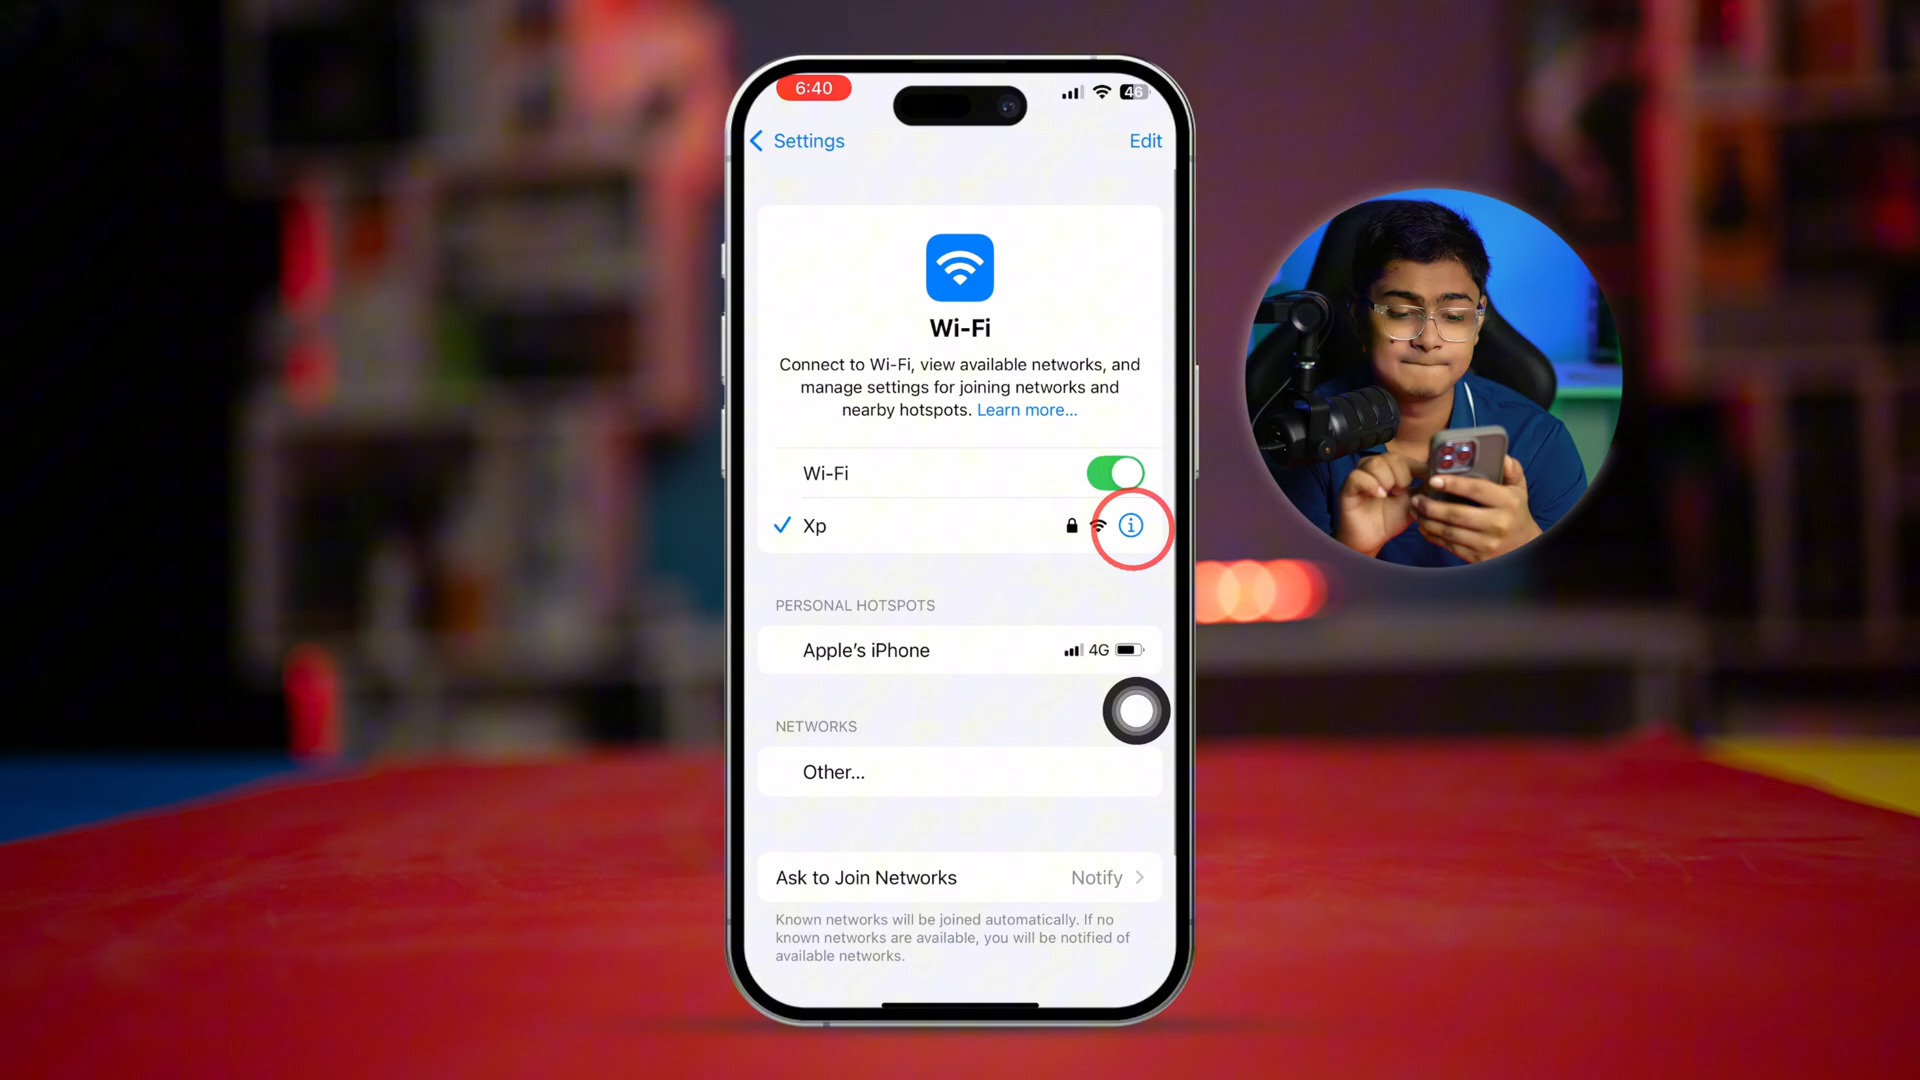 6:40
46
Settings
Edit
Wi-Fi
Connect to Wi-Fi, view available networks, and
manage settings for joining networks and
nearby hotspots. Learn more...
Wi-Fi
Xp
PERSONAL HOTSPOTS
Apple’s iPhone
4G
NETWORKS
Other...
Ask to Join Networks
Notify
Known networks will be joined automatically. If no
known networks are available, you will be notified of
available networks.